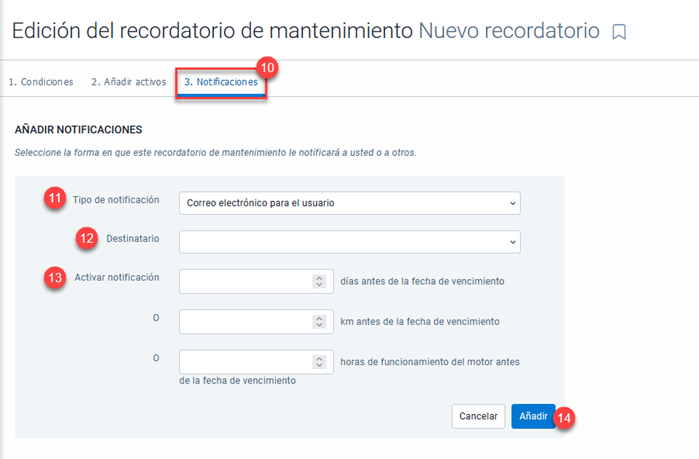 Edición del recordatorio de mantenimiento Nuevo recordatorio
10
1. Condiciones 2. Añadir activos 3. Notificaciones
AÑADIR NOTIFICACIONES
Seleccione la forma en que este recordatorio de mantenimiento le notificará a usted o a otros.
11 Tipo de notificación Correo electrónico para el usuario
12 Destinatario
13 Activar notificación días antes de la fecha de vencimiento
O km antes de la fecha de vencimiento
O horas de funcionamiento del motor antes
de la fecha de vencimiento
Cancelar Añadir 14